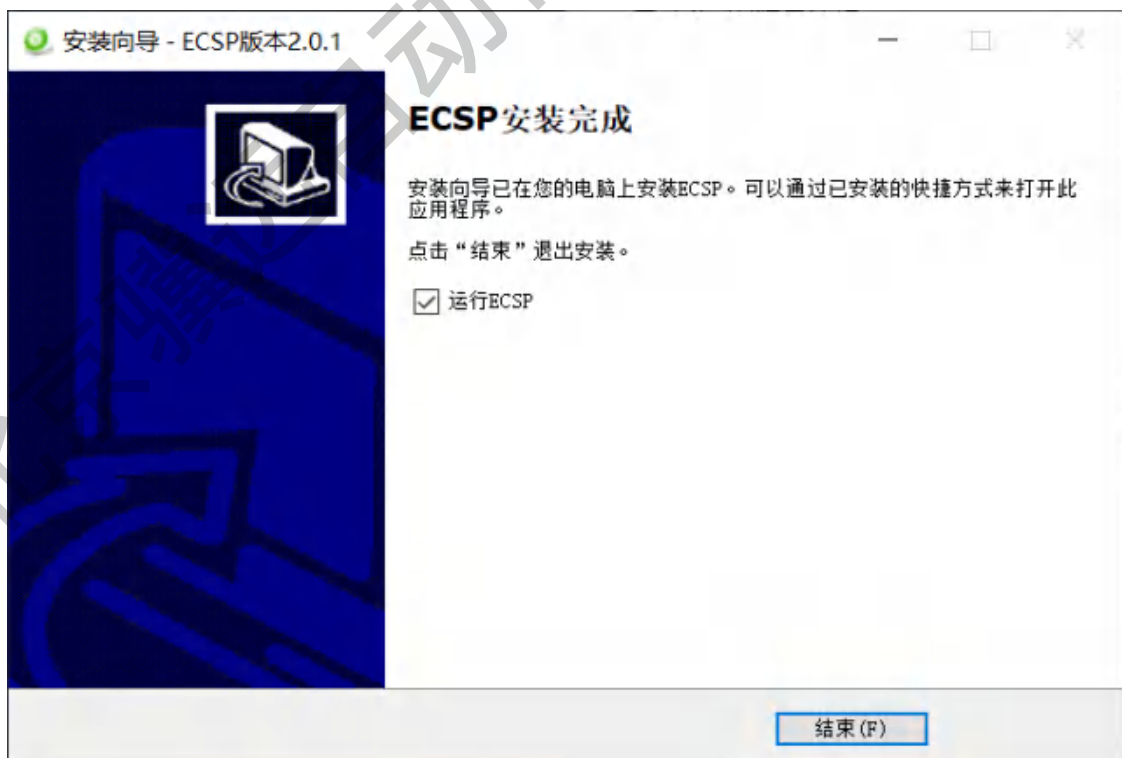 安装向导 - ECSP版本2.0.1
ECSP安装完成
安装向导已在您的电脑上安装ECSP。可以通过已安装的快捷方式来打开此
应用程序。
点击“结束”退出安装。
运行ECSP
结束(F)